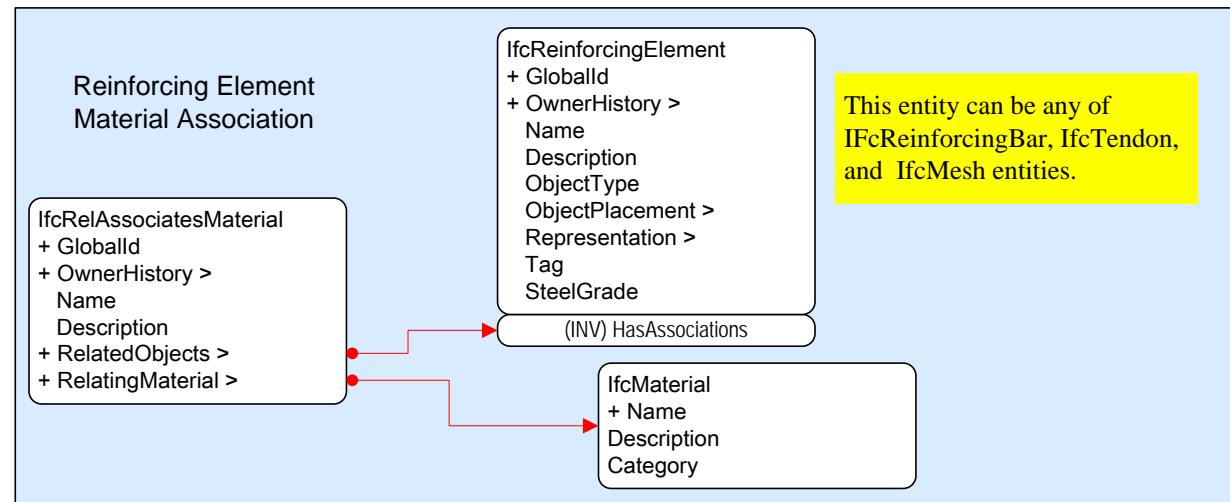 Reinforcing Element
Material Association
IfcReinforcingElement
+ GlobalId
+ OwnerHistory >
Name
Description
ObjectType
ObjectPlacement >
Representation >
Tag
SteelGrade
(INV) HasAssociations
This entity can be any of
IFcReinforcingBar, IfcTendon,
and IfcMesh entities.
IfcRelAssociatesMaterial
+ GlobalId
+ OwnerHistory >
Name
Description
+ RelatedObjects >
+ RelatingMaterial >
IfcMaterial
+ Name
Description
Category